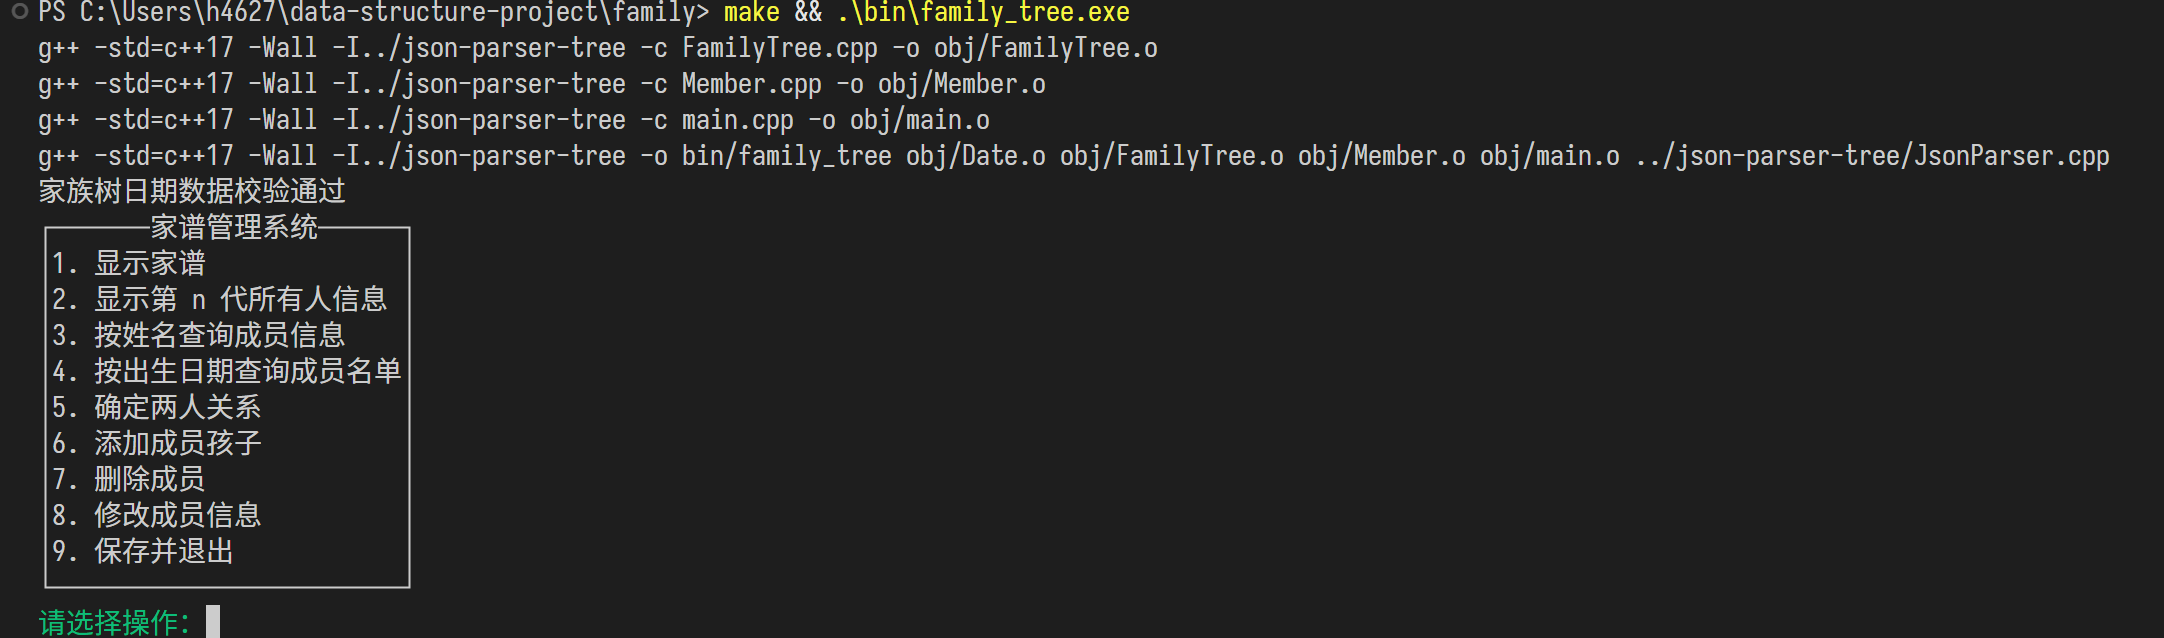 PS C:\Users\h4627\data-structure-project\family> make && .\bin\family_tree.exe
g++ -std=c++17 -Wall -I../json-parser-tree -c FamilyTree.cpp -o obj/FamilyTree.o
g++ -std=c++17 -Wall -I../json-parser-tree -c Member.cpp -o obj/Member.o
g++ -std=c++17 -Wall -I../json-parser-tree -c main.cpp -o obj/main.o
g++ -std=c++17 -Wall -I../json-parser-tree -o bin/family_tree obj/Date.o obj/FamilyTree.o obj/Member.o obj/main.o ../json-parser-tree/JsonParser.cpp
家族树日期数据校验通过
家谱管理系统
1. 显示家谱
2. 显示第 n 代所有人信息
3. 按姓名查询成员信息
4. 按出生日期查询成员名单
5. 确定两人关系
6. 添加成员孩子
7. 删除成员
8. 修改成员信息
9. 保存并退出
请选择操作: